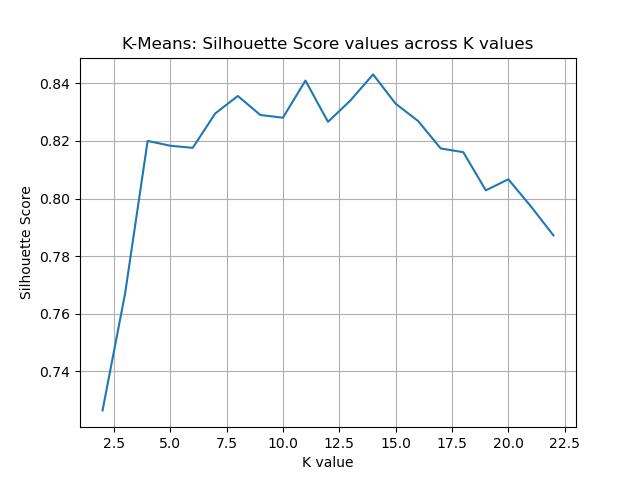 K-Means: Silhouette Score values across K values
Silhouette Score
0.84
0.82
0.80
0.78
0.76
0.74
2.5 5.0 7.5 10.0 12.5 15.0 17.5 20.0 22.5
K value